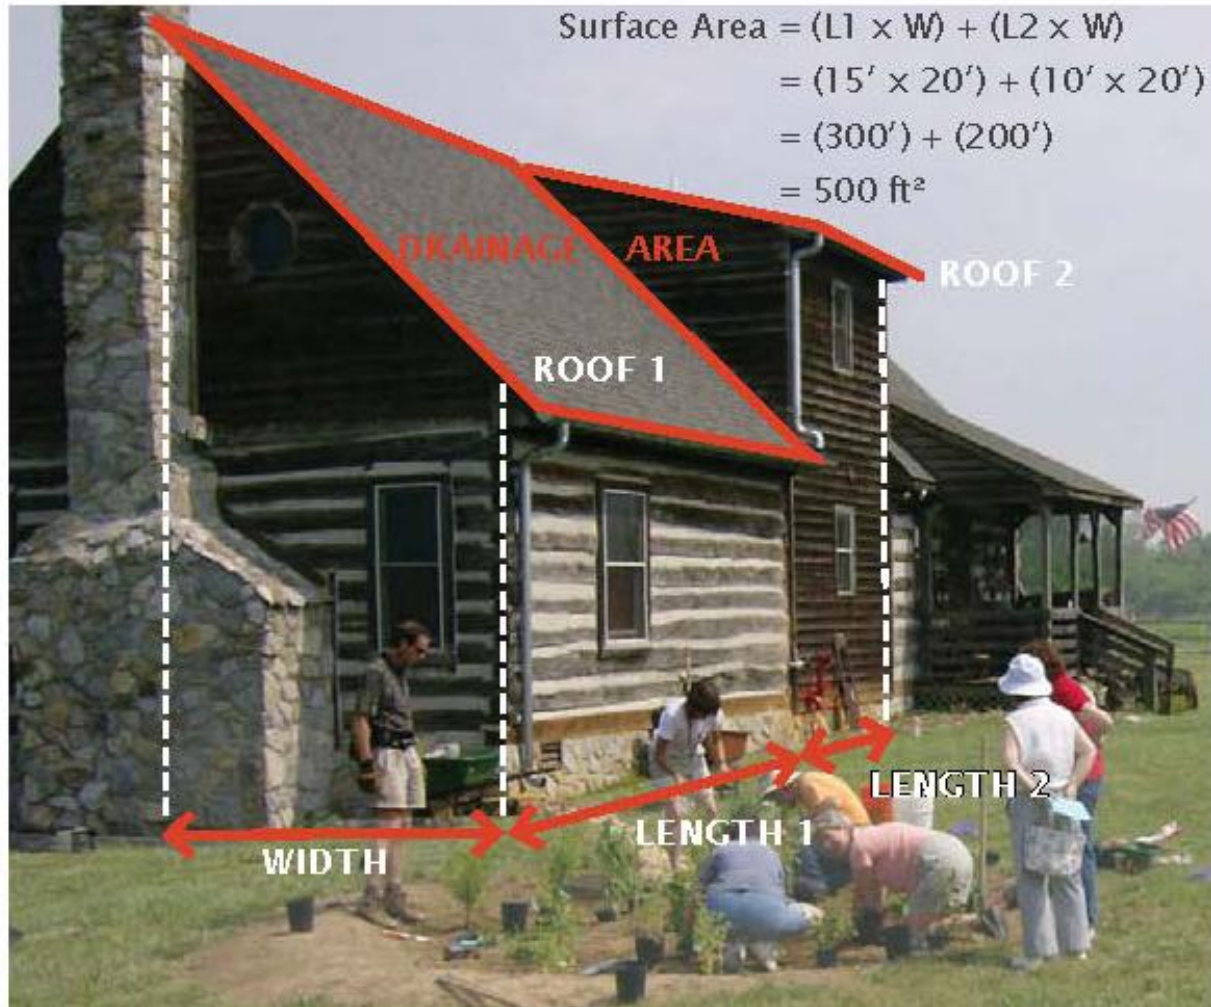 Surface Area = (L1 x W) + (L2 x W)
= (15' x 20') + (10' x 20')
= (300') + (200')
= 500 ft²
DRAINAGE AREA
ROOF 2
ROOF 1
LENGTH 2
LENGTH 1
WIDTH